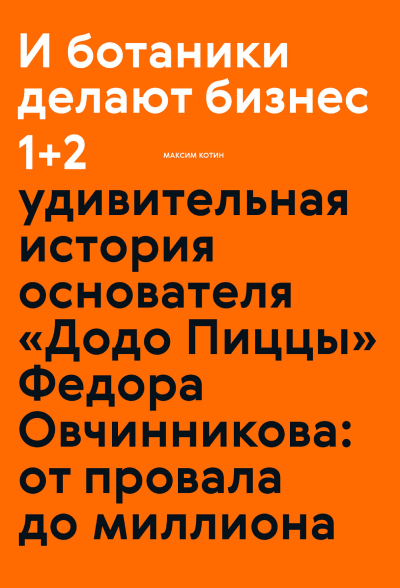 И ботаники
делают бизнес
1+2
МАКСИМ КОТИН
удивительная
история
основателя
«Додо Пиццы»
Федора
Овчинникова:
от провала
до миллиона